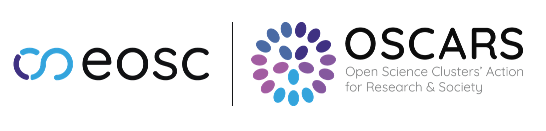 eosc
OSCARS
Open Science Clusters' Action
for Research & Society